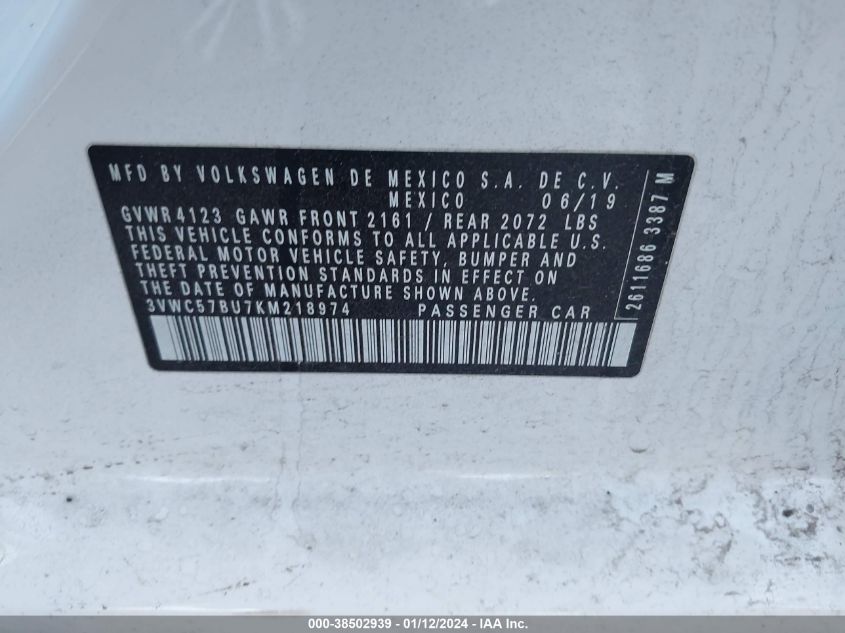 MFD BY VOLKSWAGEN DE MEXICO S.A. DE C.V.
MEXICO 06/19
GVWR 4123 GAWR FRONT 2161 / REAR 2072 LBS
THIS VEHICLE CONFORMS TO ALL APPLICABLE U.S.
FEDERAL MOTOR VEHICLE SAFETY, BUMPER AND
THEFT PREVENTION STANDARDS IN EFFECT ON
THE DATE OF MANUFACTURE SHOWN ABOVE.
3VWC57BU7KM218974 PASSENGER CAR
2611686 3387 M
000-38502939 - 01/12/2024 - IAA Inc.